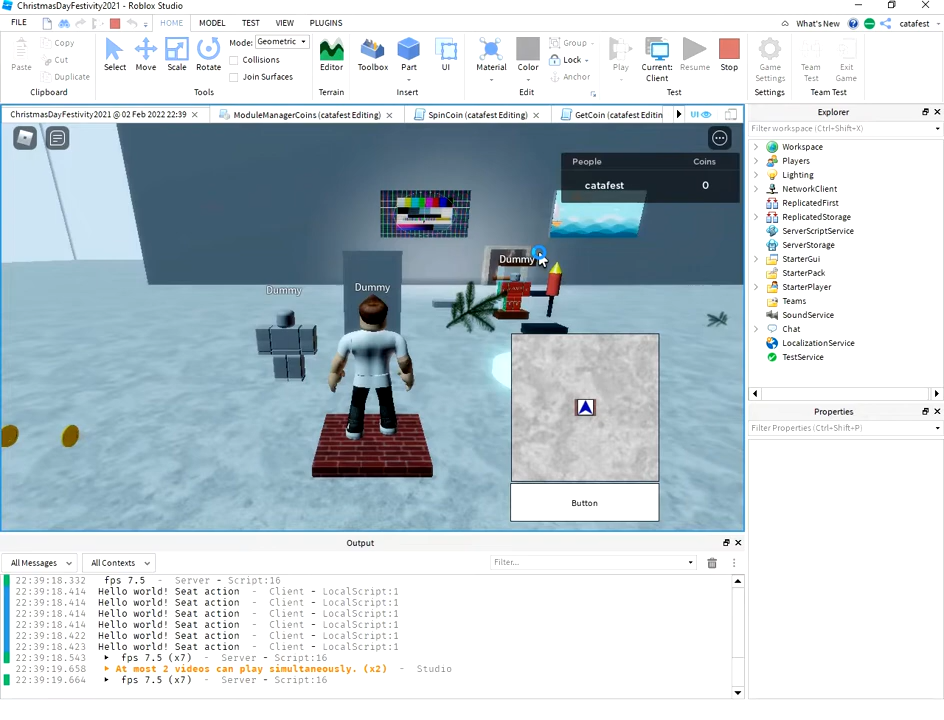 ChristmasDayFestivity2021 - Roblox Studio
FILE HOME MODEL TEST VIEW PLUGINS What's New catafest
Paste Copy Cut Duplicate Select Move Scale Rotate Mode: Geometric Collisions Join Surfaces Editor Toolbox Part UI Material Color Group Lock Anchor Play Current: Client Resume Stop Game Settings Team Test Exit Game
Clipboard Tools Terrain Insert Edit Test Settings Team Test
ChristmasDayFestivity2021 @ 02 Feb 2022 22:39 ModuleManagerCoins (catafest Editing) SpinCoin (catafest Editing) GetCoin (catafest Editin UI
People Coins
catafest 0
Dummy
Dummy
Dummy
Button
Explorer
Filter workspace (Ctrl+Shift+X)
Workspace
Players
Lighting
NetworkClient
ReplicatedFirst
ReplicatedStorage
ServerScriptService
ServerStorage
StarterGui
StarterPack
StarterPlayer
Teams
SoundService
Chat
LocalizationService
TestService
Properties
Filter Properties (Ctrl+Shift+P)
Output
All Messages All Contexts Filter...
22:39:18.332 fps 7.5 - Server - Script:16
22:39:18.414 Hello world! Seat action - Client - LocalScript:1
22:39:18.414 Hello world! Seat action - Client - LocalScript:1
22:39:18.414 Hello world! Seat action - Client - LocalScript:1
22:39:18.414 Hello world! Seat action - Client - LocalScript:1
22:39:18.422 Hello world! Seat action - Client - LocalScript:1
22:39:18.423 Hello world! Seat action - Client - LocalScript:1
22:39:18.543 fps 7.5 (x7) - Server - Script:16
22:39:19.658 At most 2 videos can play simultaneously. (x2) - Studio
22:39:19.664 fps 7.5 (x7) - Server - Script:16